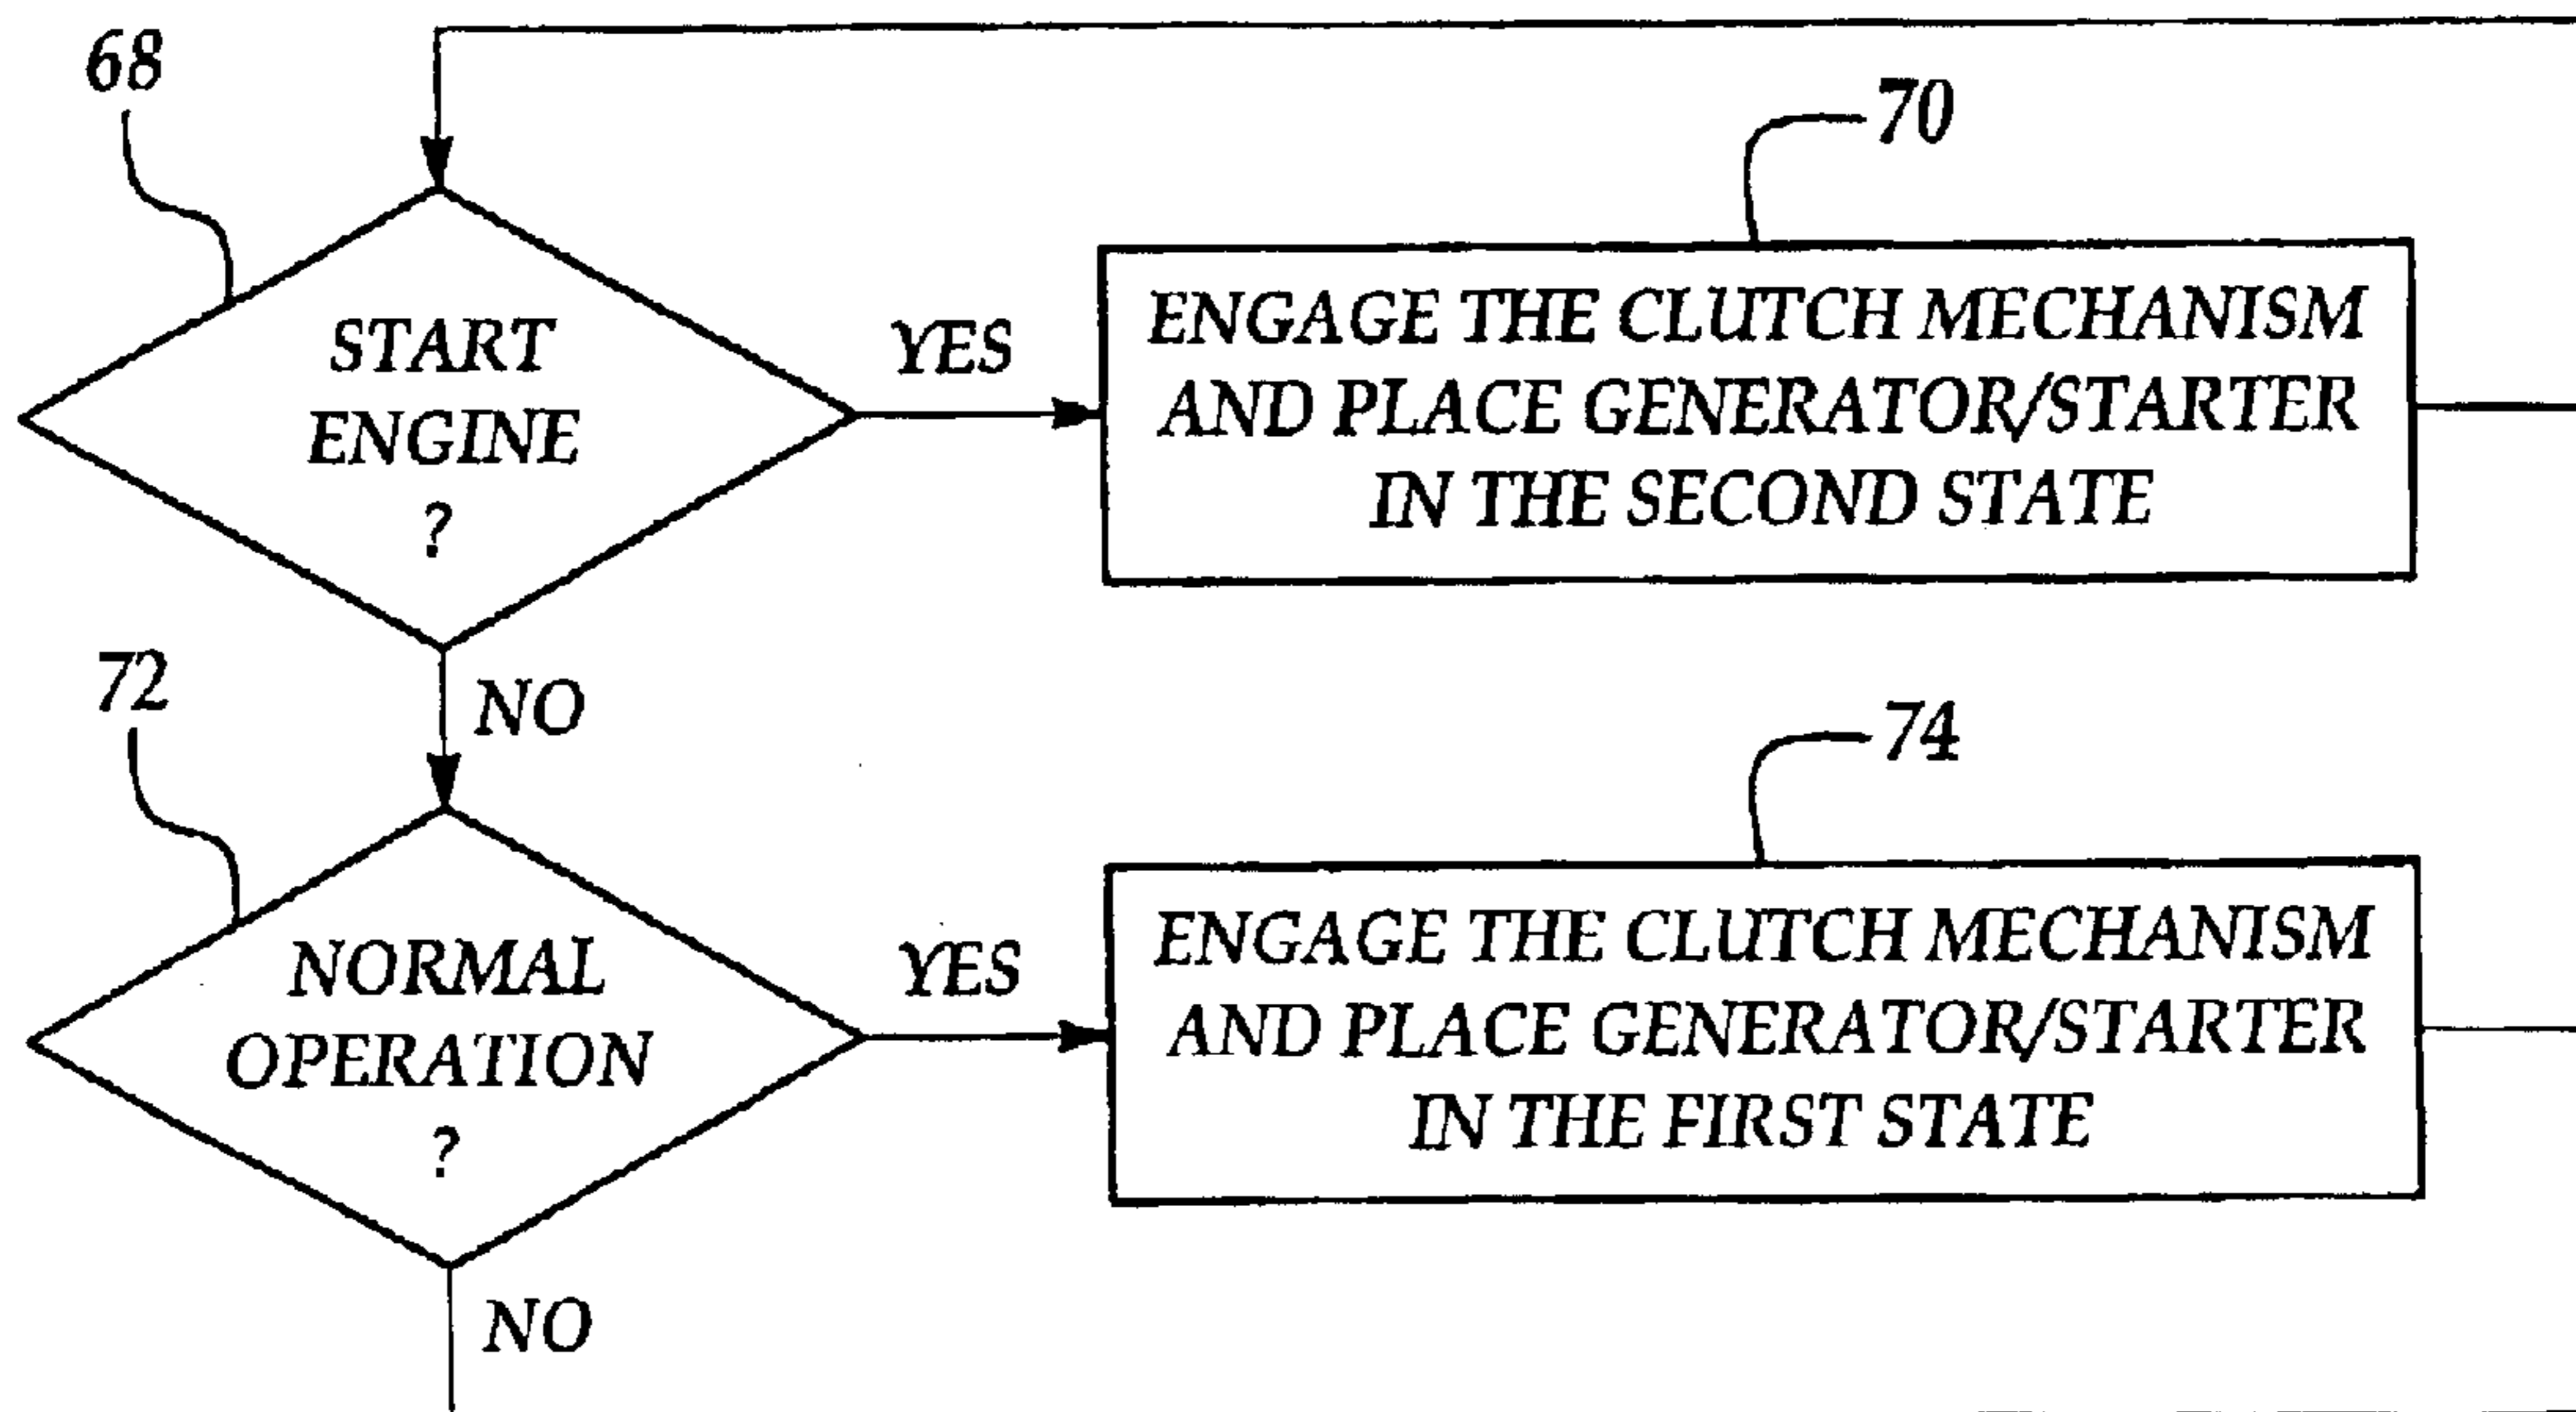 68
START
ENGINE
?
YES
70
ENGAGE THE CLUTCH MECHANISM
AND PLACE GENERATOR/STARTER
IN THE SECOND STATE
NO
72
NORMAL
OPERATION
?
YES
74
ENGAGE THE CLUTCH MECHANISM
AND PLACE GENERATOR/STARTER
IN THE FIRST STATE
NO